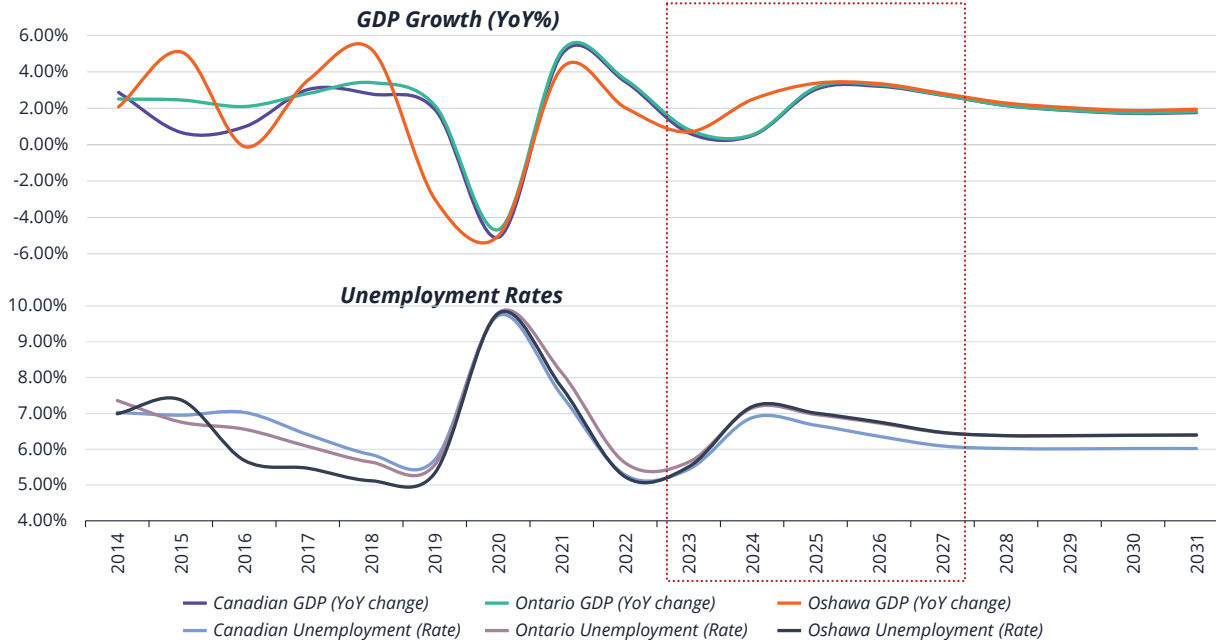 GDP Growth (YoY%)
6.00%
4.00%
2.00%
0.00%
-2.00%
-4.00%
-6.00%
Unemployment Rates
10.00%
9.00%
8.00%
7.00%
6.00%
5.00%
4.00%
2014 2015 2016 2017 2018 2019 2020 2021 2022 2023 2024 2025 2026 2027 2028 2029 2030 2031
Canadian GDP (YoY change) Ontario GDP (YoY change) Oshawa GDP (YoY change)
Canadian Unemployment (Rate) Ontario Unemployment (Rate) Oshawa Unemployment (Rate)